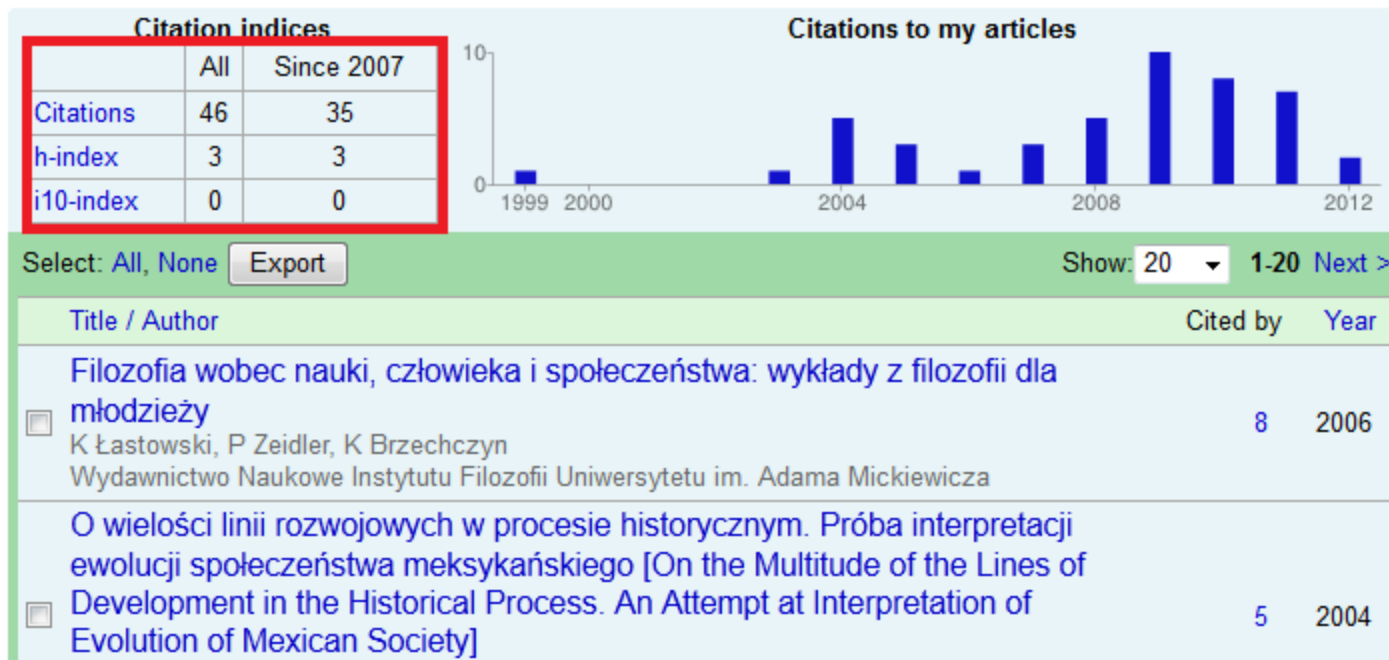 Citation indices
All Since 2007
Citations 46 35
h-index 3 3
i10-index 0 0
Citations to my articles
10
0
1999 2000 2004 2008 2012
Select: All, None Export Show: 20 1-20 Next >
Title / Author Cited by Year
Filozofia wobec nauki, człowieka i społeczeństwa: wykłady z filozofii dla
młodzieży
K Łastowski, P Zeidler, K Brzechczyn
Wydawnictwo Naukowe Instytutu Filozofii Uniwersytetu im. Adama Mickiewicza
8 2006
O wielości linii rozwojowych w procesie historycznym. Próba interpretacji
ewolucji społeczeństwa meksykańskiego [On the Multitude of the Lines of
Development in the Historical Process. An Attempt at Interpretation of
Evolution of Mexican Society]
5 2004